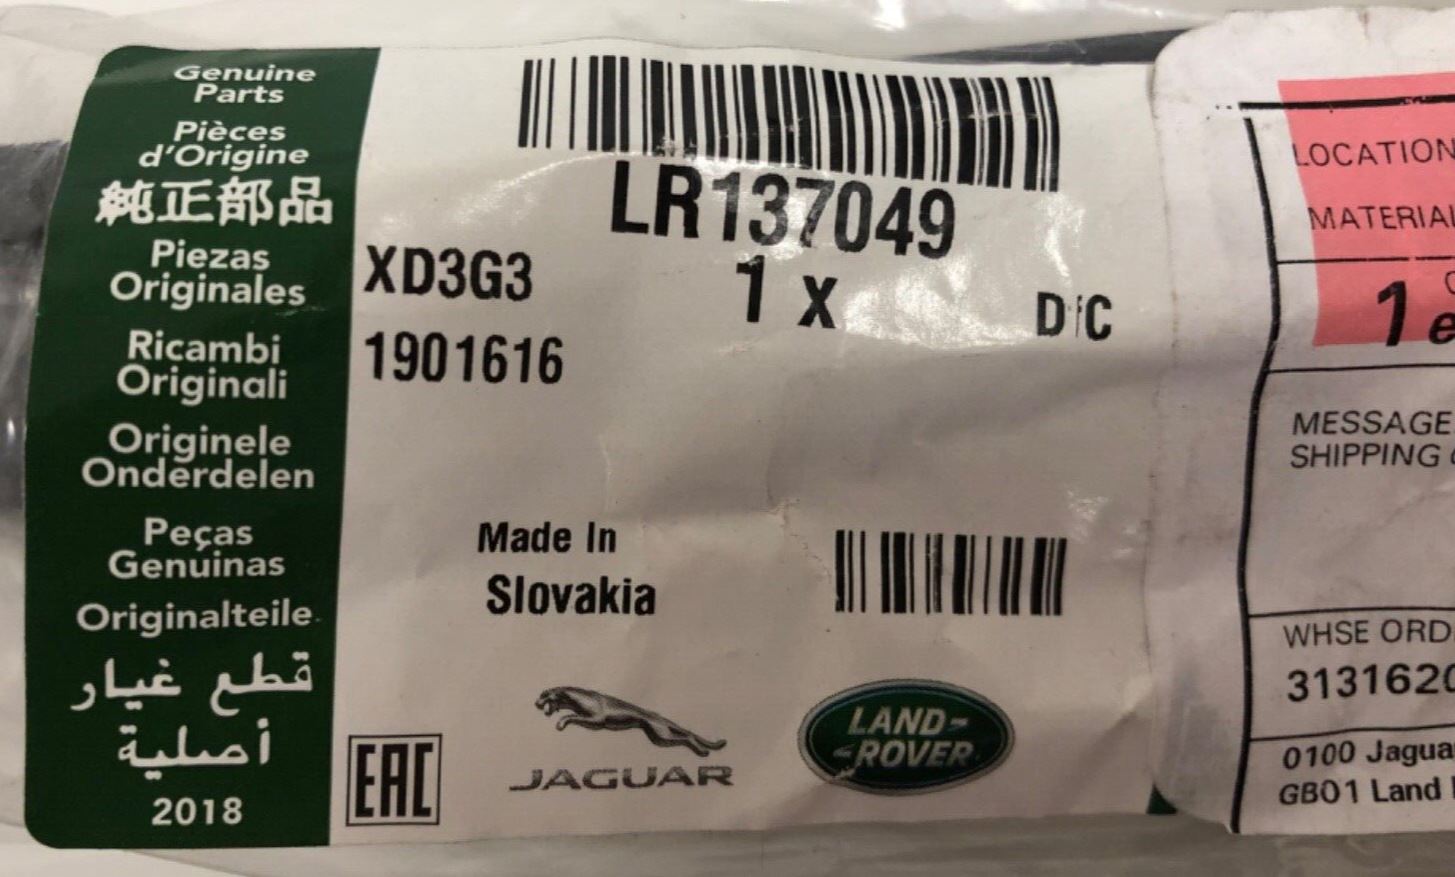 Genuine
Parts
Pièces
d'Origine
純正部品
Piezas
Originales
Ricambi
Originali
Originele
Onderdelen
Peças
Genuinas
Originalteile
قطع غيار
أصلية
2018
LR137049
XD3G3
1 x
D/C
1901616
Made In
Slovakia
EAC
JAGUAR
LAND-
ROVER
LOCATION
MATERIAL
1 e
MESSAGE
SHIPPING
WHSE ORD
3131620
0100 Jagua
GB01 Land